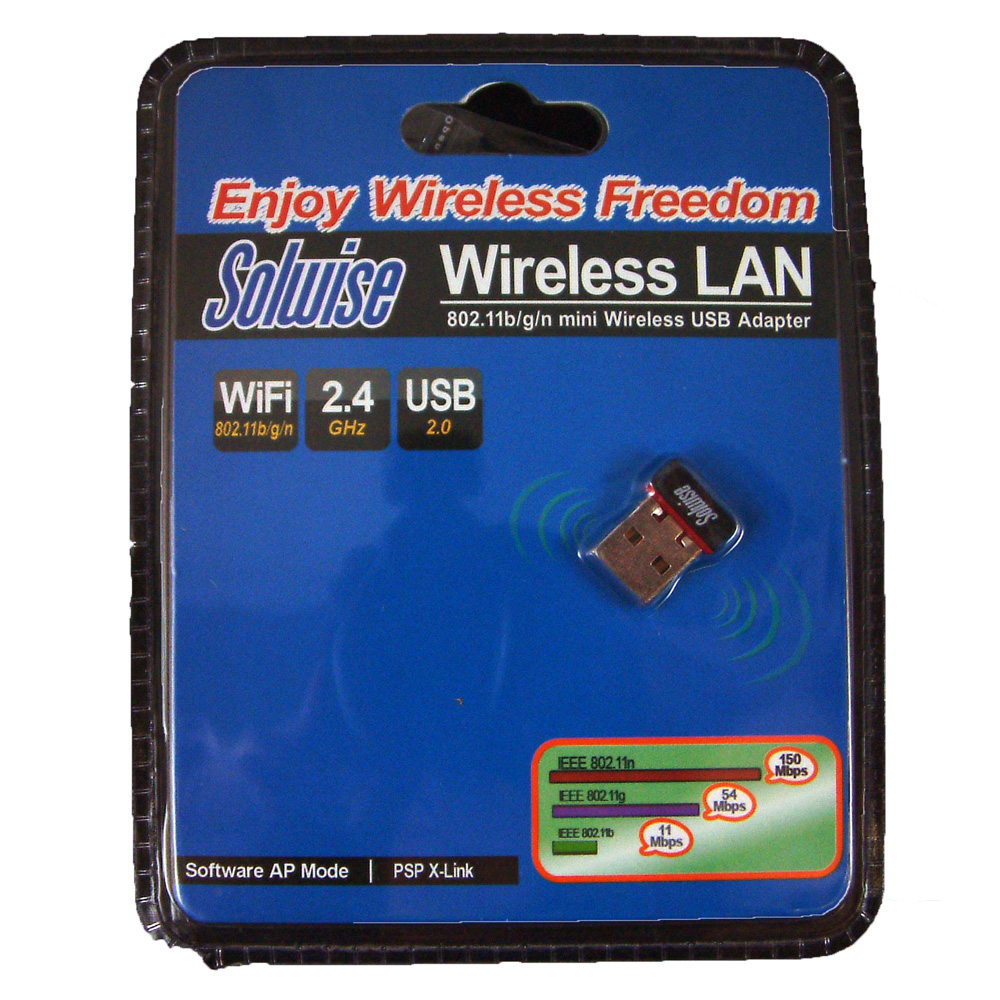 Open
Enjoy Wireless Freedom
Solwise
Wireless LAN
802.11b/g/n mini Wireless USB Adapter
WiFi
802.11b/g/n
2.4
GHz
USB
2.0
Solwise
IEEE 802.11n
150
Mbps
IEEE 802.11g
54
Mbps
IEEE 802.11b
11
Mbps
Software AP Mode | PSP X-Link